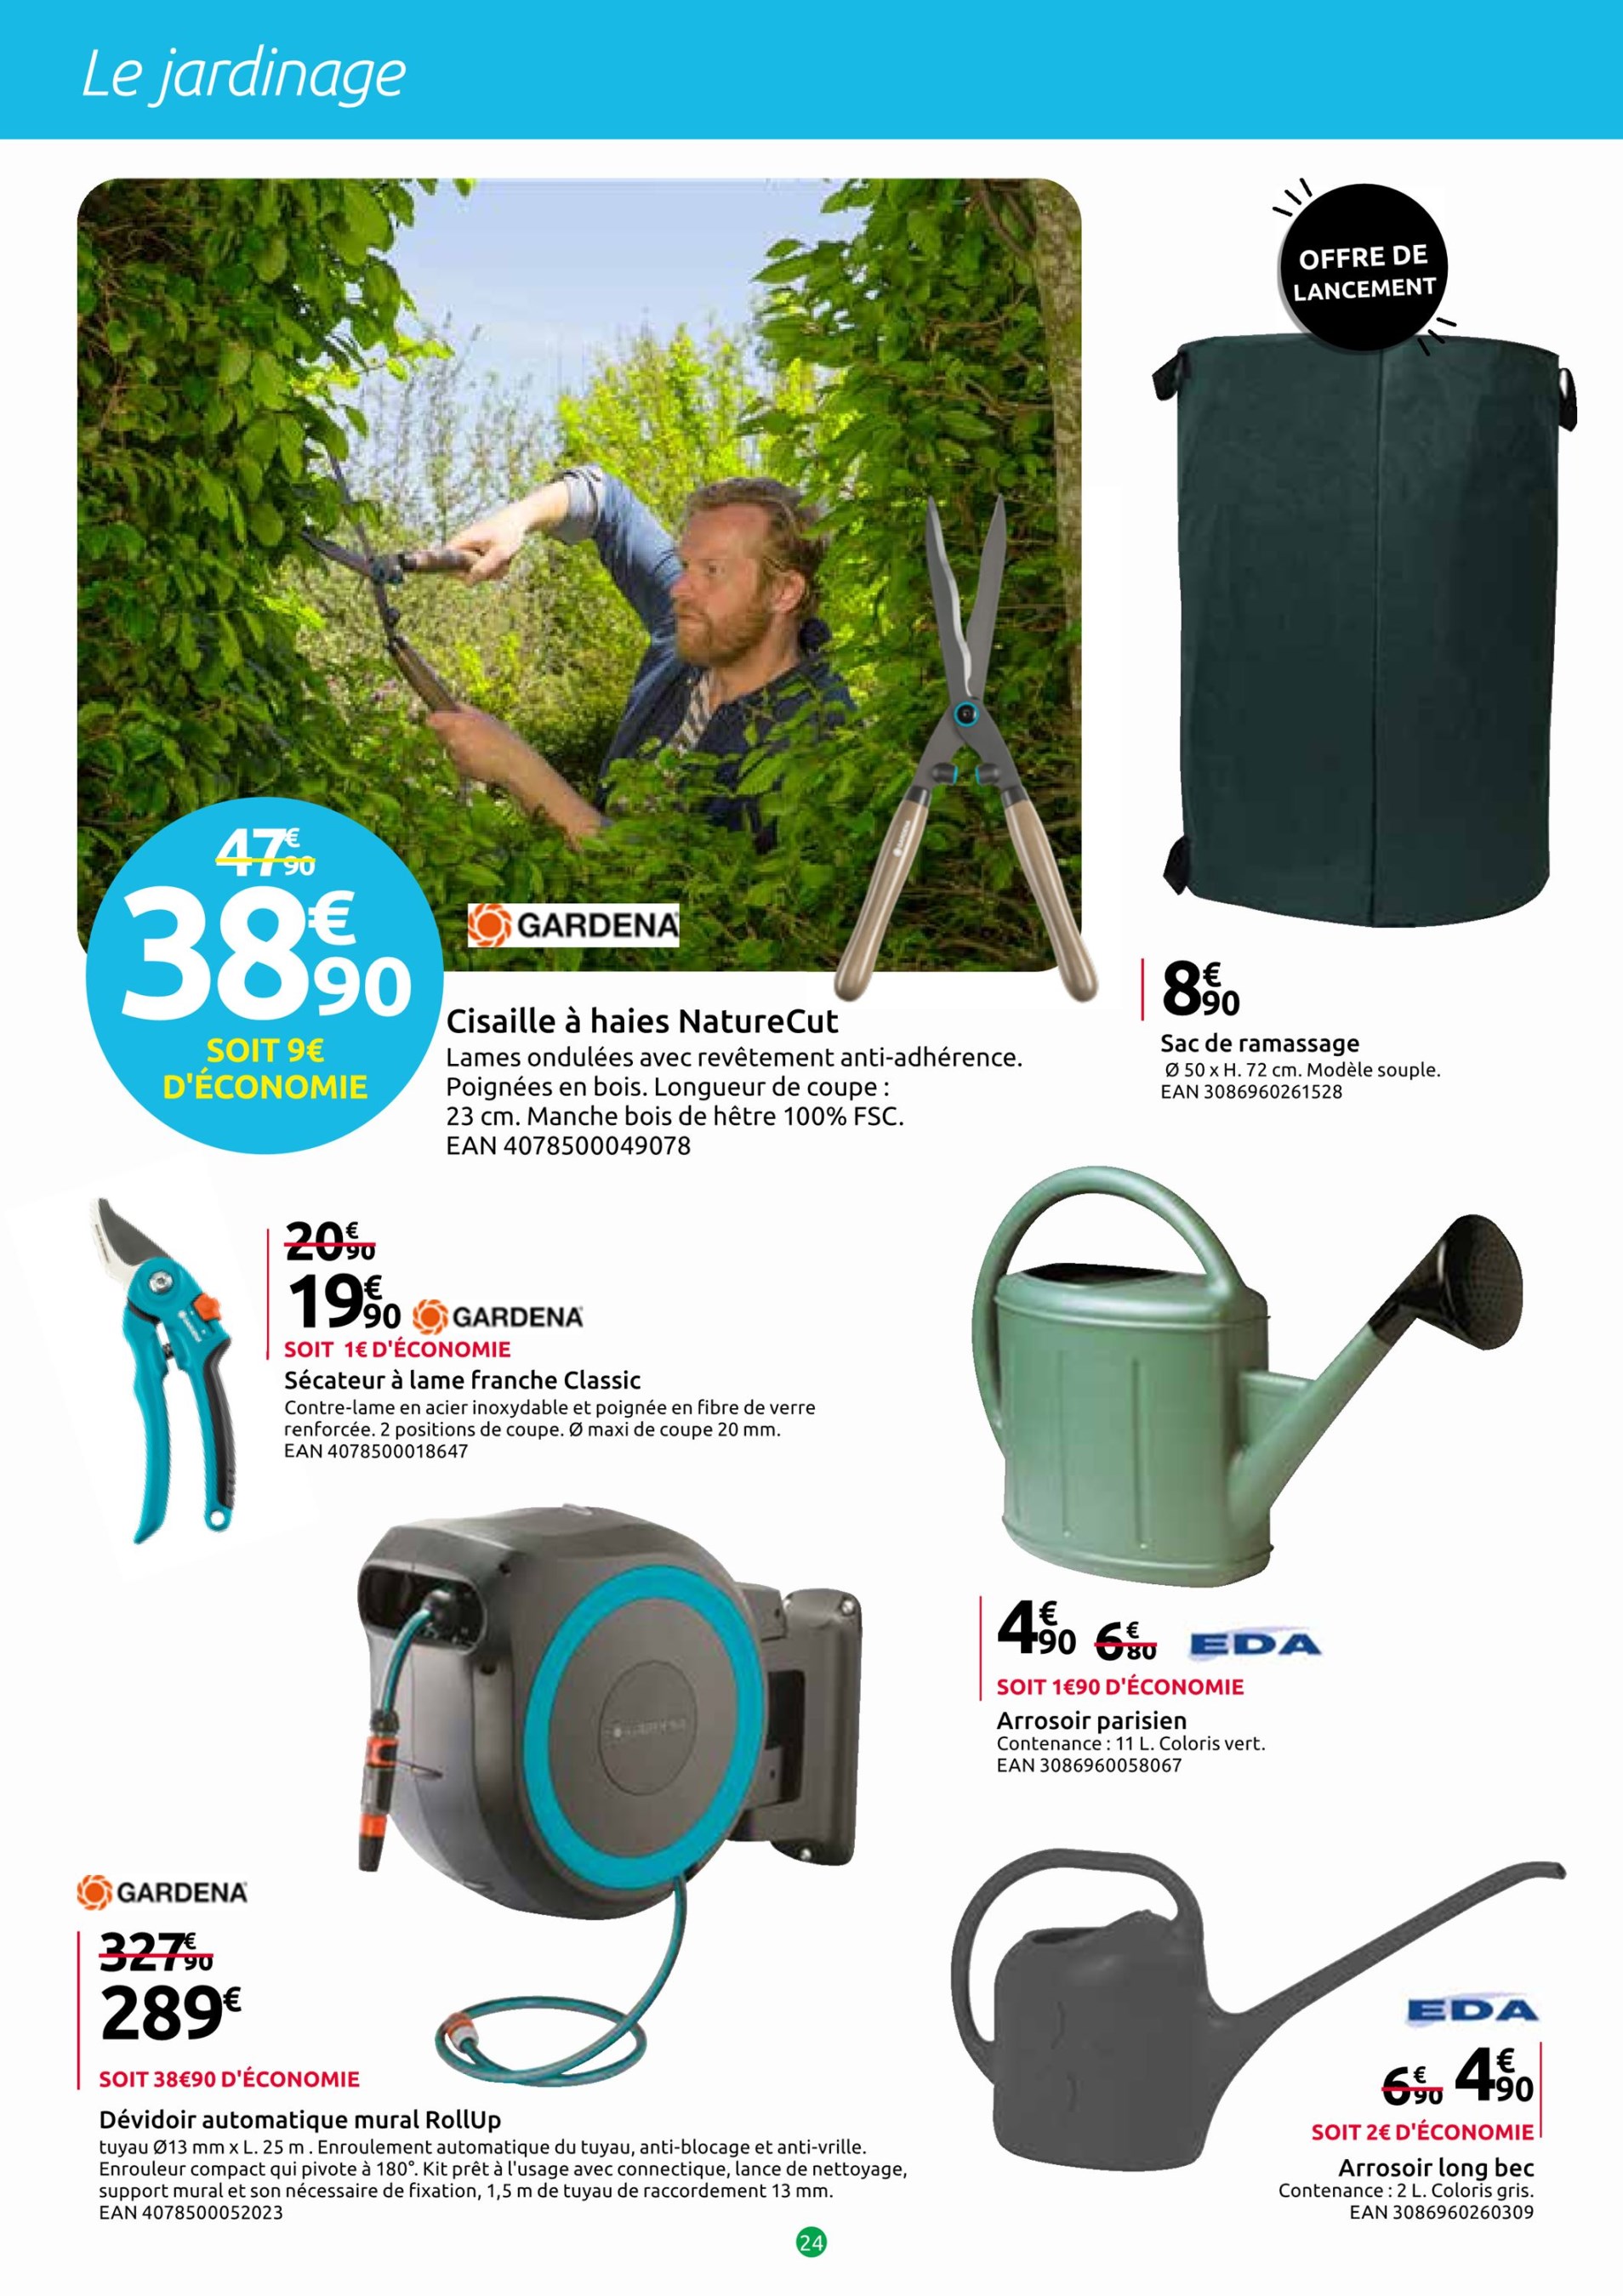 Le jardinage
OFFRE DE
LANCEMENT
47€90
38€90
SOIT 9€
D'ÉCONOMIE
GARDENA
GARDENA
Cisaille à haies NatureCut
Lames ondulées avec revêtement anti-adhérence.
Poignées en bois. Longueur de coupe :
23 cm. Manche bois de hêtre 100% FSC.
EAN 4078500049078
8€90
Sac de ramassage
Ø 50 x H. 72 cm. Modèle souple.
EAN 3086960261528
20€90
19€90 GARDENA
SOIT 1€ D'ÉCONOMIE
Sécateur à lame franche Classic
Contre-lame en acier inoxydable et poignée en fibre de verre
renforcée. 2 positions de coupe. Ø maxi de coupe 20 mm.
EAN 4078500018647
GARDENA
4€90 6€80 EDA
SOIT 1€90 D'ÉCONOMIE
Arrosoir parisien
Contenance : 11 L. Coloris vert.
EAN 3086960058067
GARDENA
GARDENA
327€90
289€
SOIT 38€90 D'ÉCONOMIE
Dévidoir automatique mural RollUp
tuyau Ø13 mm x L. 25 m . Enroulement automatique du tuyau, anti-blocage et anti-vrille.
Enrouleur compact qui pivote à 180°. Kit prêt à l'usage avec connectique, lance de nettoyage,
support mural et son nécessaire de fixation, 1,5 m de tuyau de raccordement 13 mm.
EAN 4078500052023
EDA
6€90 4€90
SOIT 2€ D'ÉCONOMIE
Arrosoir long bec
Contenance : 2 L. Coloris gris.
EAN 3086960260309
24